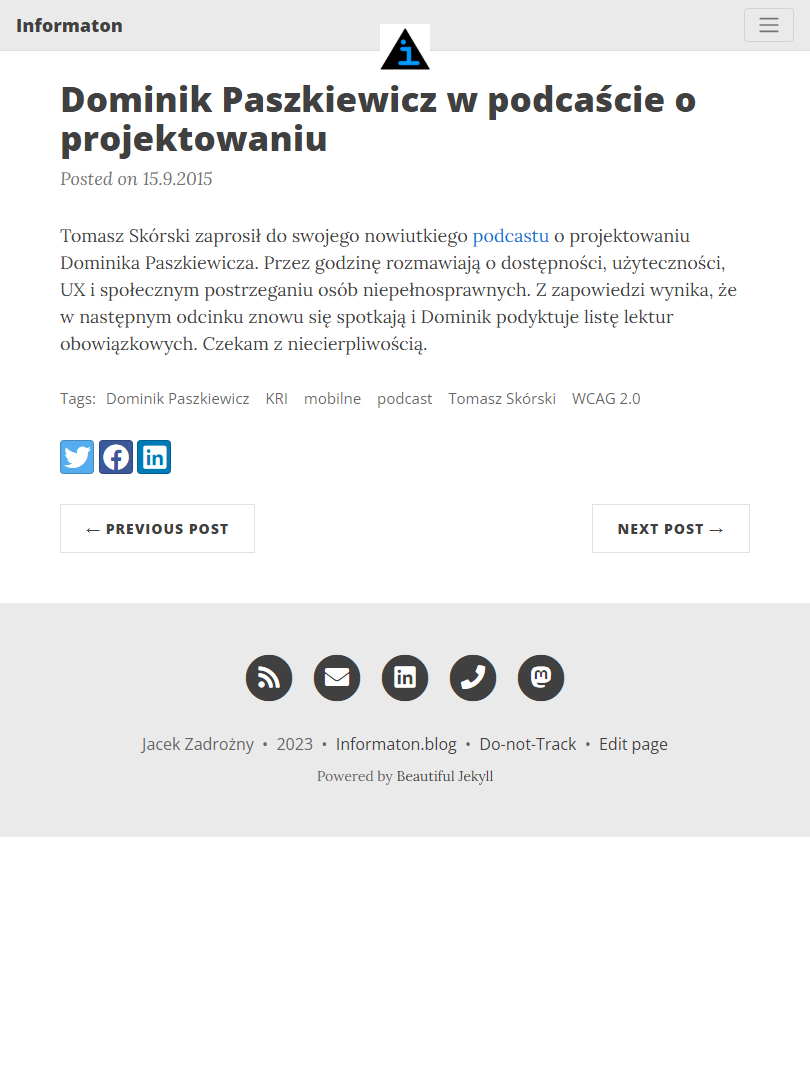 Informaton
i
Dominik Paszkiewicz w podcaście o
projektowaniu
Posted on 15.9.2015
Tomasz Skórski zaprosił do swojego nowiutkiego podcastu o projektowaniu
Dominika Paszkiewicza. Przez godzinę rozmawiają o dostępności, użyteczności,
UX i społecznym postrzeganiu osób niepełnosprawnych. Z zapowiedzi wynika, że
w następnym odcinku znowu się spotkają i Dominik podyktuje listę lektur
obowiązkowych. Czekam z niecierpliwością.
Tags: Dominik Paszkiewicz KRI mobilne podcast Tomasz Skórski WCAG 2.0
← PREVIOUS POST NEXT POST →
Jacek Zadrożny • 2023 • Informaton.blog • Do-not-Track • Edit page
Powered by Beautiful Jekyll